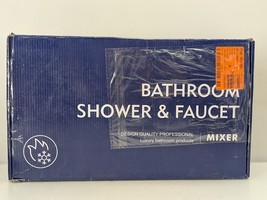 BATHROOM
SHOWER & FAUCET
DESIGN QUALITY PROFESSIONAL
Luxury bathroom products
MIXER